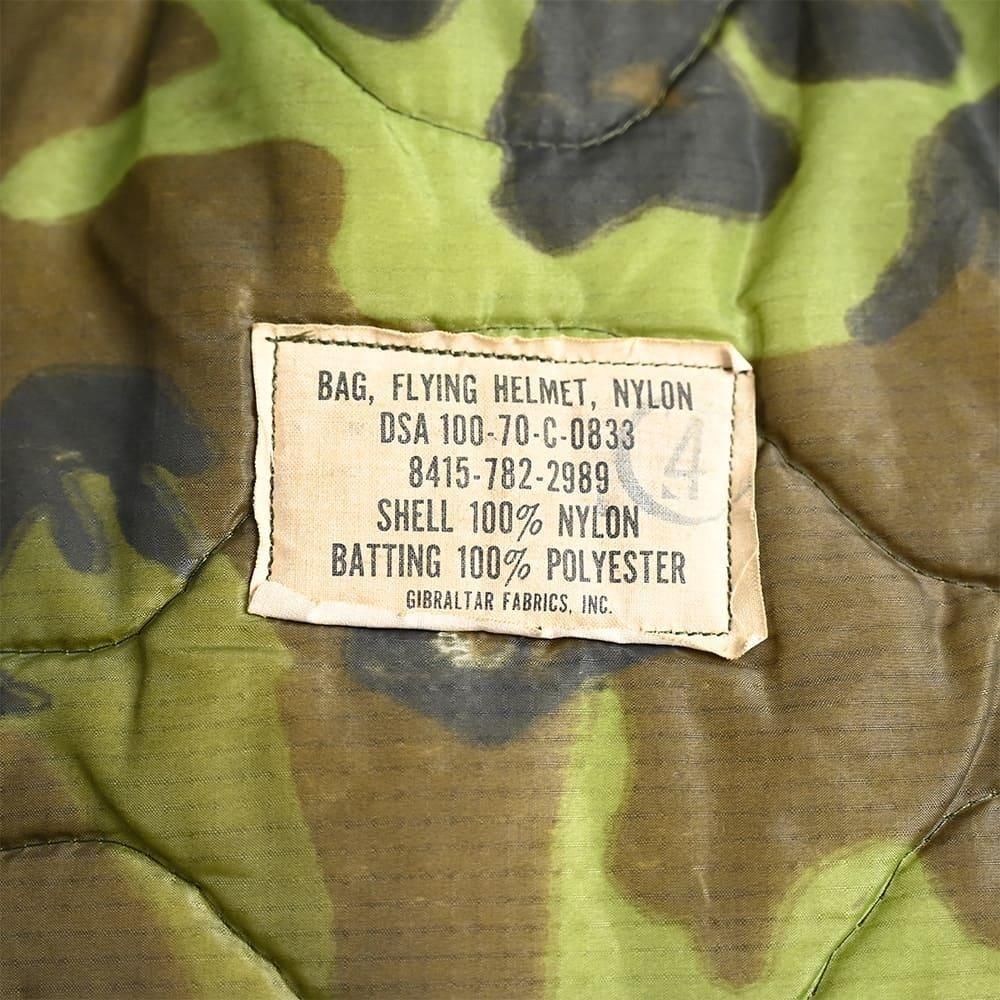 BAG, FLYING HELMET, NYLON
DSA 100-70-C-0833
8415-782-2989
SHELL 100% NYLON
BATTING 100% POLYESTER
GIBRALTAR FABRICS, INC.
4